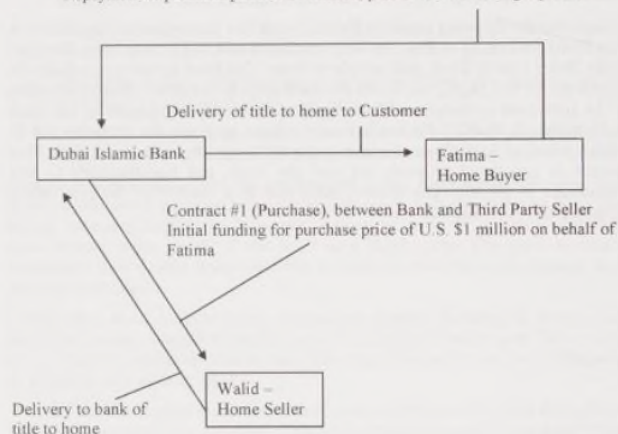 Delivery of title to home to Customer
Dubai Islamic Bank
Fatima –
Home Buyer
Contract #1 (Purchase), between Bank and Third Party Seller
Initial funding for purchase price of U.S. $1 million on behalf of
Fatima
Walid –
Home Seller
Delivery to bank of
title to home